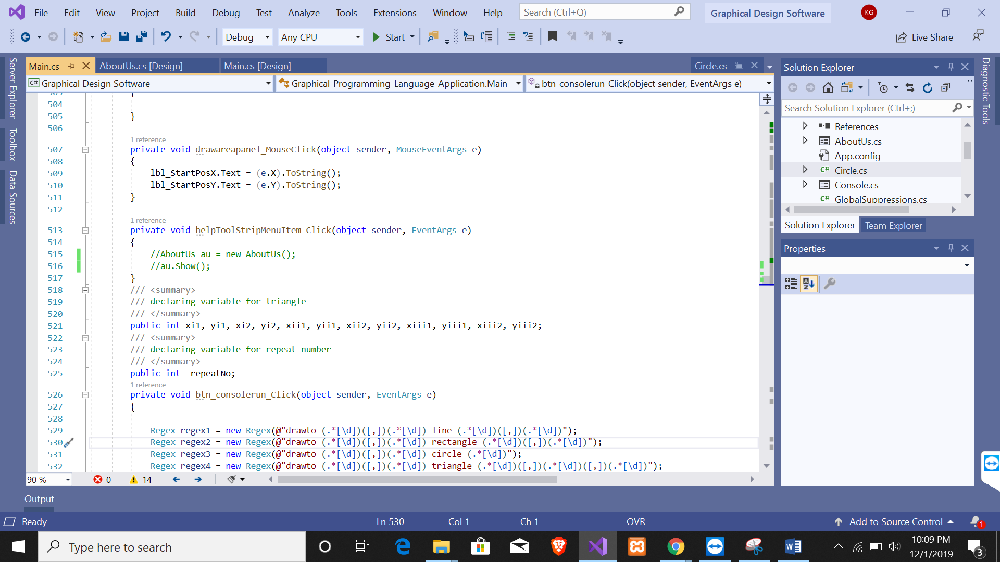 File Edit View Project Build Debug Test Analyze Tools Extensions Window Help Search (Ctrl+Q) Graphical Design Software KG
Debug Any CPU Start Live Share
Server Explorer
Toolbox
Data Sources
Main.cs AboutUs.cs [Design] Main.cs [Design] Circle.cs
C# Graphical Design Software Graphical_Programming_Language_Application.Main btn_consolerun_Click(object sender, EventArgs e)
503 {
504
505 }
506
1 reference
507 private void drawareapanel_MouseClick(object sender, MouseEventArgs e)
508 {
509 lbl_StartPosX.Text = (e.X).ToString();
510 lbl_StartPosY.Text = (e.Y).ToString();
511 }
512
1 reference
513 private void helpToolStripMenuItem_Click(object sender, EventArgs e)
514 {
515 //AboutUs au = new AboutUs();
516 //au.Show();
517 }
518 /// <summary>
519 /// declaring variable for triangle
520 /// </summary>
521 public int xi1, yi1, xi2, yi2, xii1, yii1, xii2, yii2, xiii1, yiii1, xiii2, yiii2;
522 /// <summary>
523 /// declaring variable for repeat number
524 /// </summary>
525 public int _repeatNo;
1 reference
526 private void btn_consolerun_Click(object sender, EventArgs e)
527 {
528
529 Regex regex1 = new Regex(@"drawto (.*[\d])([,])(.*[\d]) line (.*[\d])([,])(.*[\d])");
530 Regex regex2 = new Regex(@"drawto (.*[\d])([,])(.*[\d]) rectangle (.*[\d])([,])(.*[\d])");
531 Regex regex3 = new Regex(@"drawto (.*[\d])([,])(.*[\d]) circle (.*[\d])");
532 Regex regex4 = new Regex(@"drawto (.*[\d])([,])(.*[\d]) triangle (.*[\d])([,])(.*[\d])([,])(.*[\d])");
90 % 0 14
Solution Explorer
Search Solution Explorer (Ctrl+;)
References
AboutUs.cs
App.config
C# Circle.cs
Console.cs
C# GlobalSuppressions.cs
Solution Explorer Team Explorer
Properties
Diagnostic Tools
Output
Ready Ln 530 Col 1 Ch 1 OVR Add to Source Control 1
Type here to search
10:09 PM
12/1/2019
3